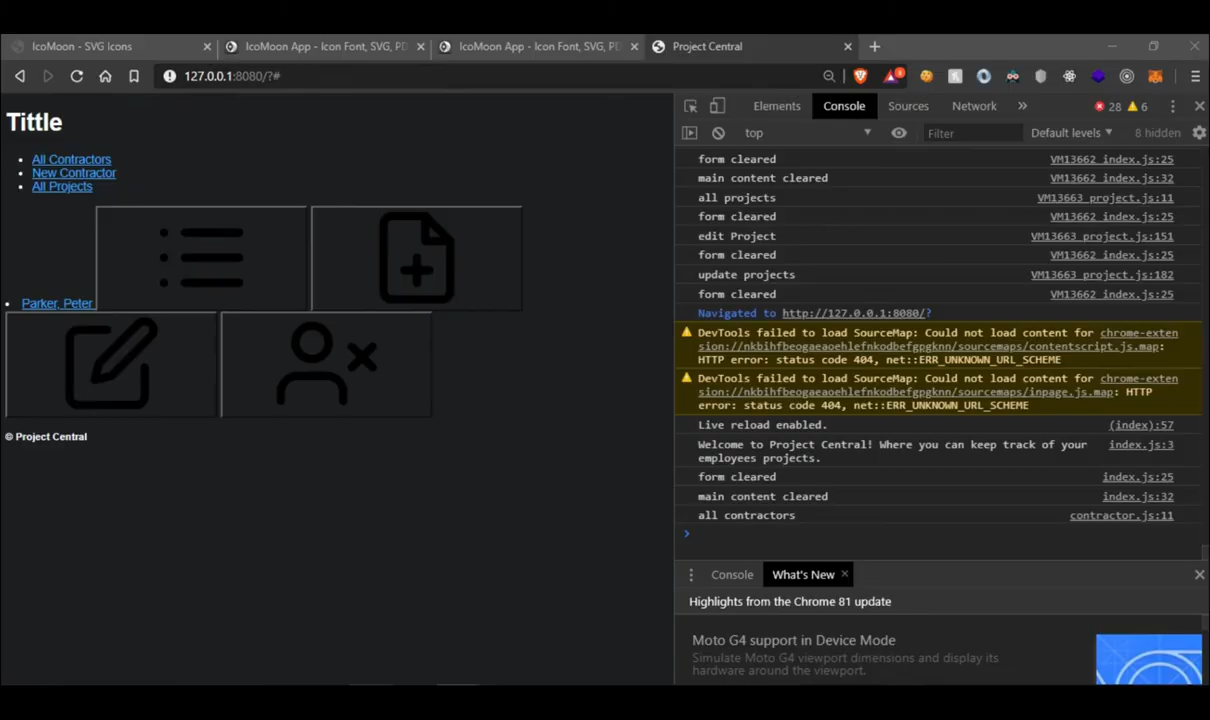 IcoMoon - SVG Icons
IcoMoon App - Icon Font, SVG, PD
IcoMoon App - Icon Font, SVG, PD
Project Central
127.0.0.1:8080/?#
Tittle
All Contractors
New Contractor
All Projects
Parker, Peter
© Project Central
Elements
Console
Sources
Network
28
6
top
Filter
Default levels
8 hidden
form cleared VM13662 index.js:25
main content cleared VM13662 index.js:32
all projects VM13663 project.js:11
form cleared VM13662 index.js:25
edit Project VM13663 project.js:151
form cleared VM13662 index.js:25
update projects VM13663 project.js:182
form cleared VM13662 index.js:25
Navigated to http://127.0.0.1:8080/?
DevTools failed to load SourceMap: Could not load content for chrome-exten
sion://nkbihfbeogaeaoehlefnkodbefgpgknn/sourcemaps/contentscript.js.map:
HTTP error: status code 404, net::ERR_UNKNOWN_URL_SCHEME
DevTools failed to load SourceMap: Could not load content for chrome-exten
sion://nkbihfbeogaeaoehlefnkodbefgpgknn/sourcemaps/inpage.js.map: HTTP
error: status code 404, net::ERR_UNKNOWN_URL_SCHEME
Live reload enabled. (index):57
Welcome to Project Central! Where you can keep track of your index.js:3
employees projects.
form cleared index.js:25
main content cleared index.js:32
all contractors contractor.js:11
Console
What's New
Highlights from the Chrome 81 update
Moto G4 support in Device Mode
Simulate Moto G4 viewport dimensions and display its
hardware around the viewport.